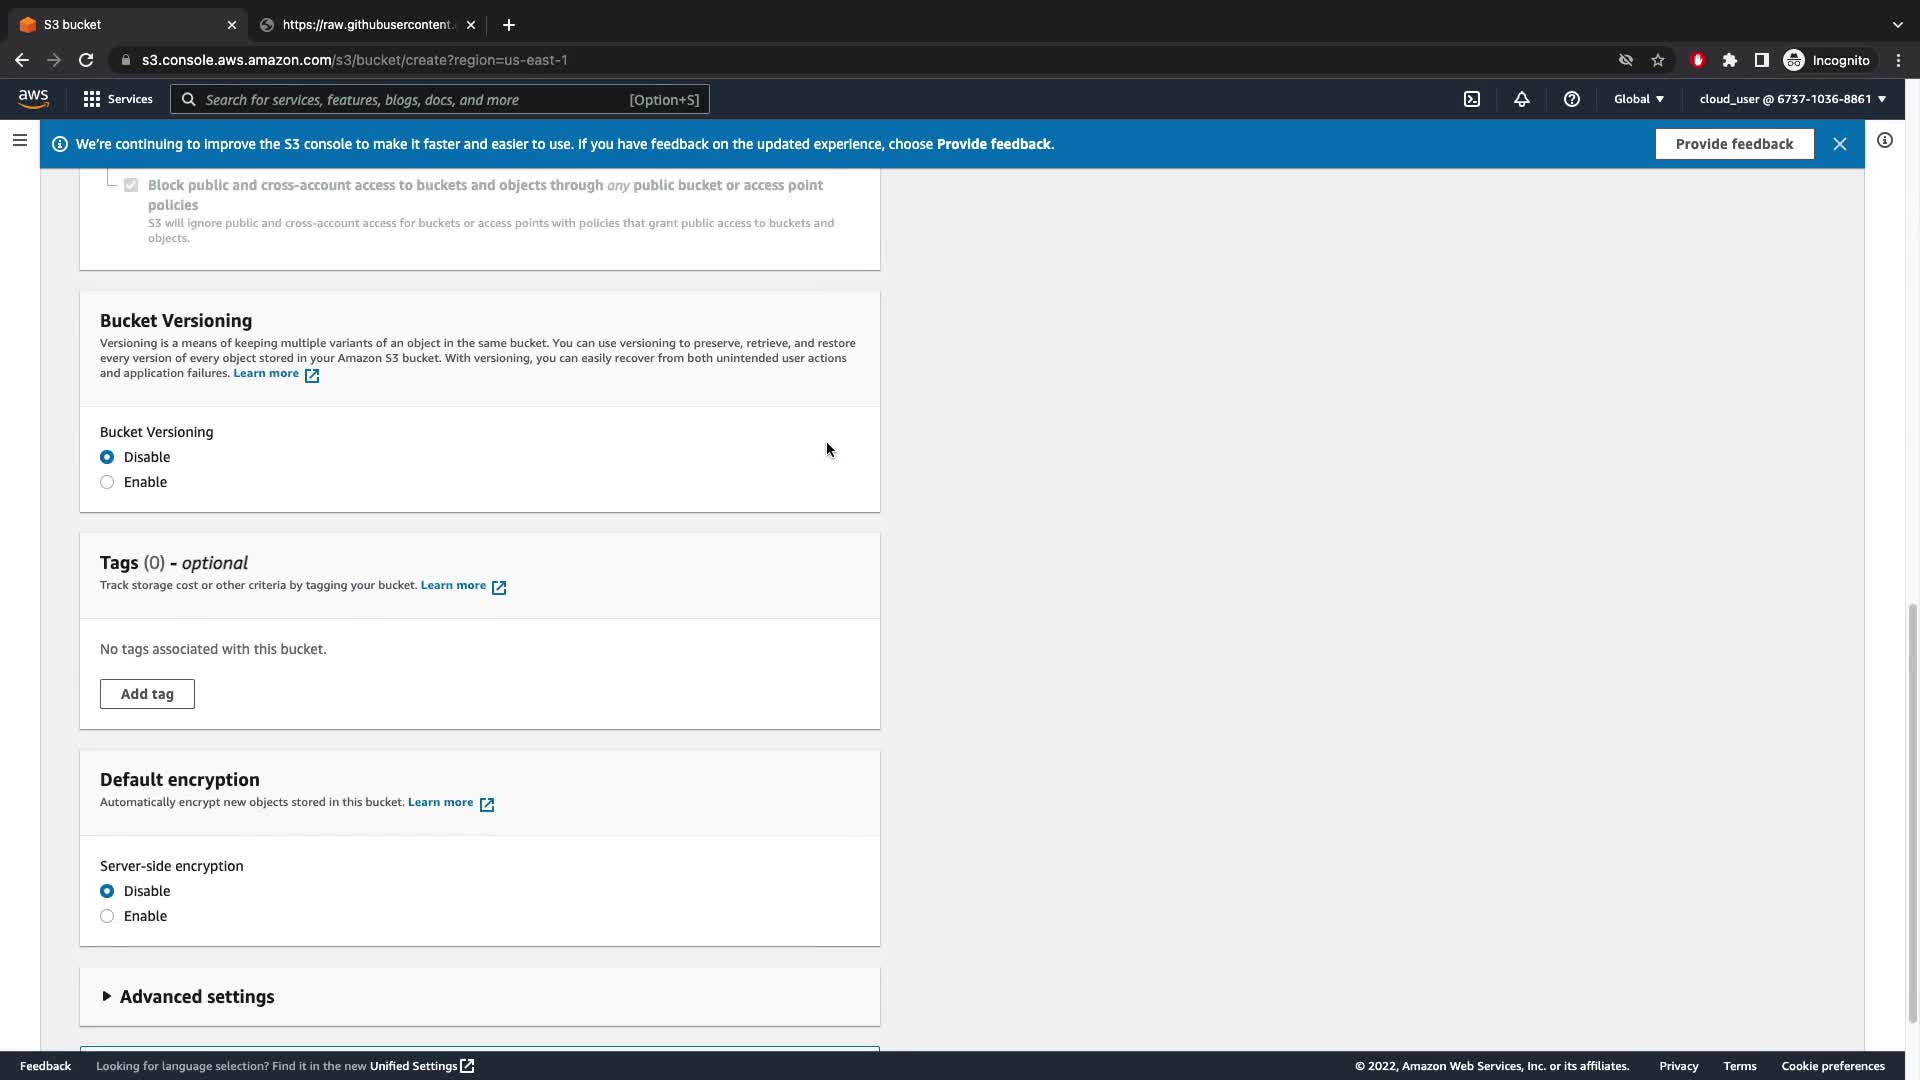 S3 bucket
https://raw.githubusercontent.
s3.console.aws.amazon.com/s3/bucket/create?region=us-east-1
Incognito
aws
Services
Search for services, features, blogs, docs, and more
[Option+S]
Global
cloud_user @ 6737-1036-8861
We're continuing to improve the S3 console to make it faster and easier to use. If you have feedback on the updated experience, choose Provide feedback.
Provide feedback
Block public and cross-account access to buckets and objects through any public bucket or access point
policies
S3 will ignore public and cross-account access for buckets or access points with policies that grant public access to buckets and
objects.
Bucket Versioning
Versioning is a means of keeping multiple variants of an object in the same bucket. You can use versioning to preserve, retrieve, and restore
every version of every object stored in your Amazon S3 bucket. With versioning, you can easily recover from both unintended user actions
and application failures. Learn more
Bucket Versioning
Disable
Enable
Tags (0) - optional
Track storage cost or other criteria by tagging your bucket. Learn more
No tags associated with this bucket.
Add tag
Default encryption
Automatically encrypt new objects stored in this bucket. Learn more
Server-side encryption
Disable
Enable
Advanced settings
Feedback
Looking for language selection? Find it in the new Unified Settings
© 2022, Amazon Web Services, Inc. or its affiliates.
Privacy
Terms
Cookie preferences